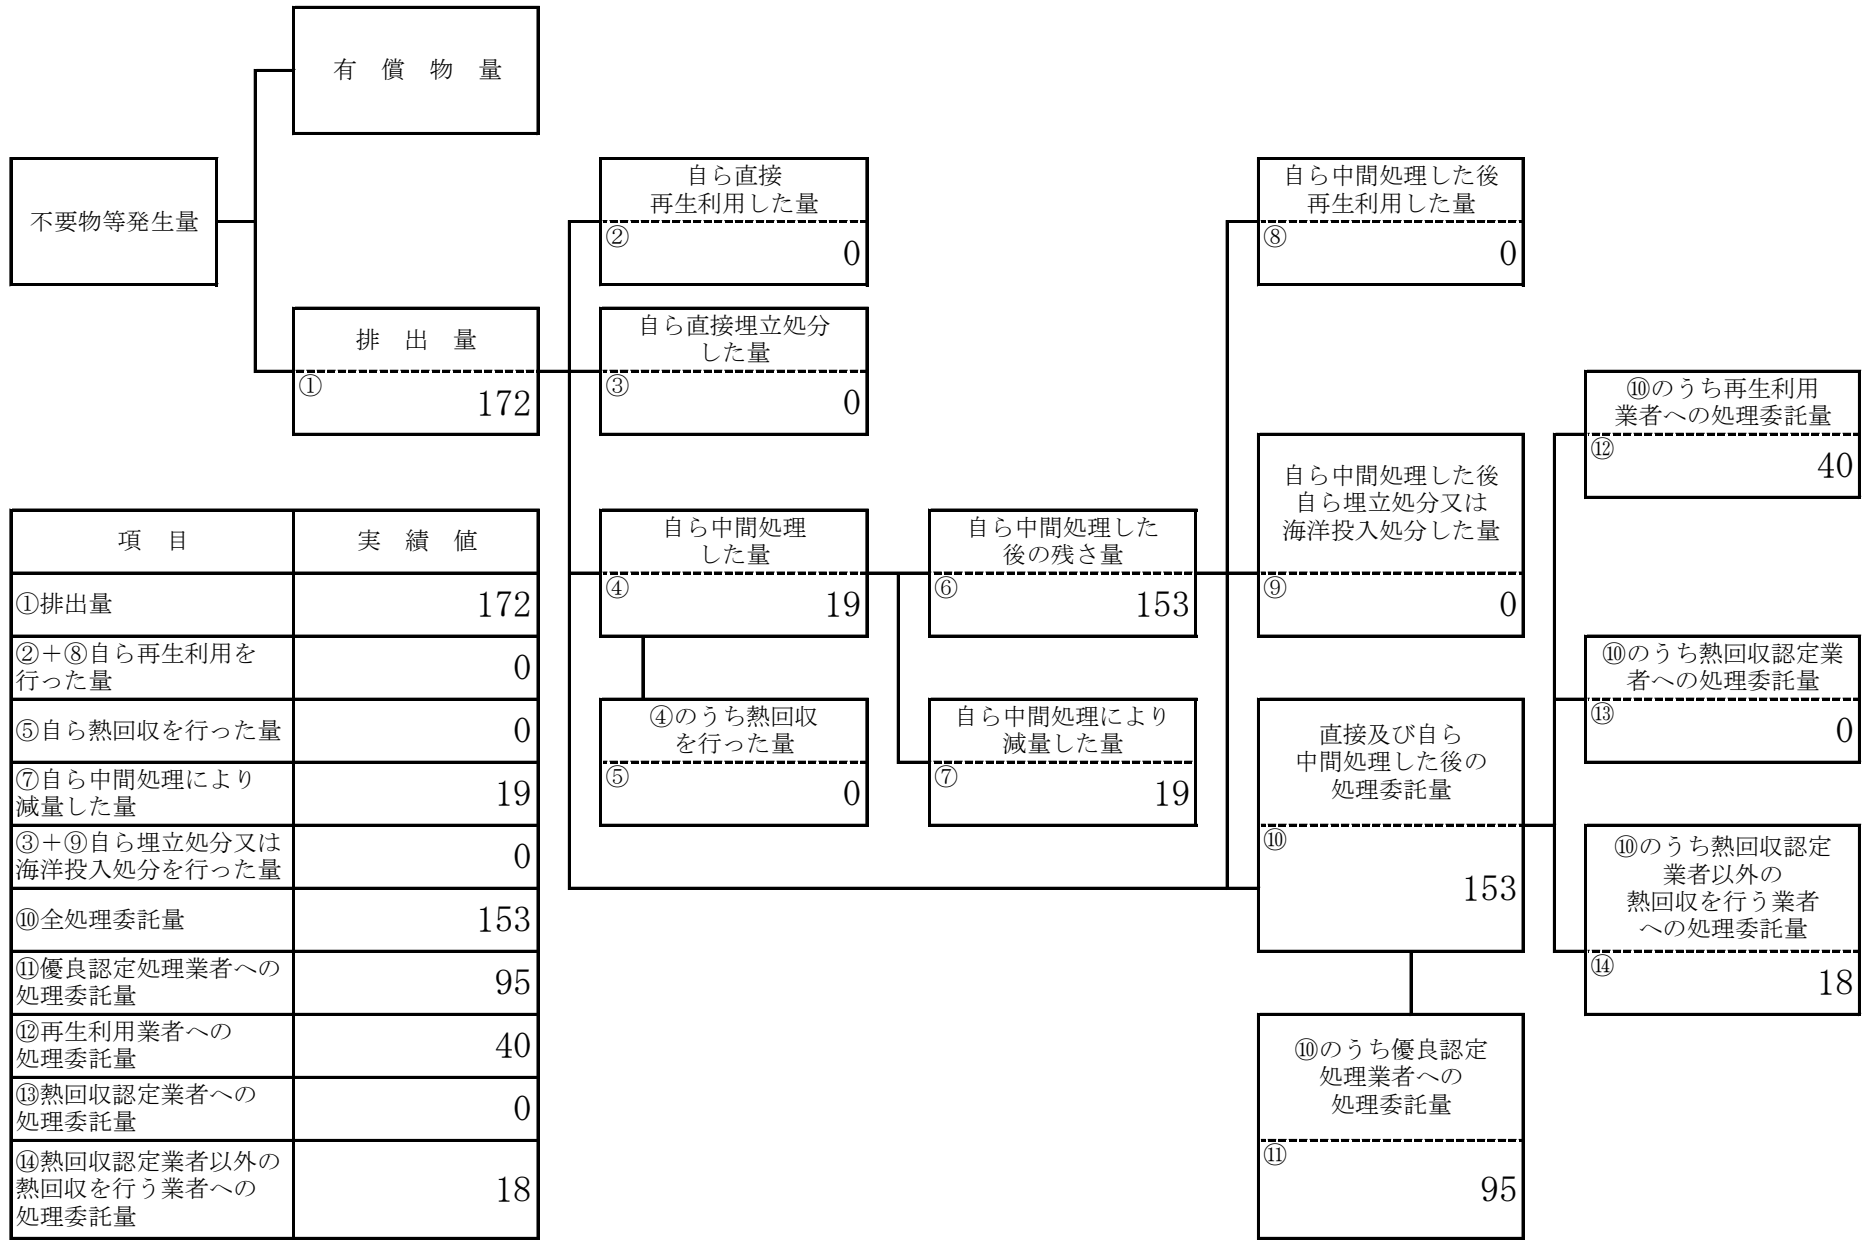 有 償 物 量
不要物等発生量
排 出 量
①
172
自ら直接
再生利用した量
②
0
自ら直接埋立処分
した量
③
0
自ら中間処理
した量
④
19
④のうち熱回収
を行った量
⑤
0
自ら中間処理した
後の残さ量
⑥
153
自ら中間処理により
減量した量
⑦
19
自ら中間処理した後
再生利用した量
⑧
0
自ら中間処理した後
自ら埋立処分又は
海洋投入処分した量
⑨
0
直接及び自ら
中間処理した後の
処理委託量
⑩
153
⑩のうち優良認定
処理業者への
処理委託量
⑪
95
⑩のうち再生利用
業者への処理委託量
⑫
40
⑩のうち熱回収認定業
者への処理委託量
⑬
0
⑩のうち熱回収認定
業者以外の
熱回収を行う業者
への処理委託量
⑭
18
項 目 実 績 値
①排出量 172
②+⑧自ら再生利用を
行った量 0
⑤自ら熱回収を行った量 0
⑦自ら中間処理により
減量した量 19
③+⑨自ら埋立処分又は
海洋投入処分を行った量 0
⑩全処理委託量 153
⑪優良認定処理業者への
処理委託量 95
⑫再生利用業者への
処理委託量 40
⑬熱回収認定業者への
処理委託量 0
⑭熱回収認定業者以外の
熱回収を行う業者への
処理委託量 18